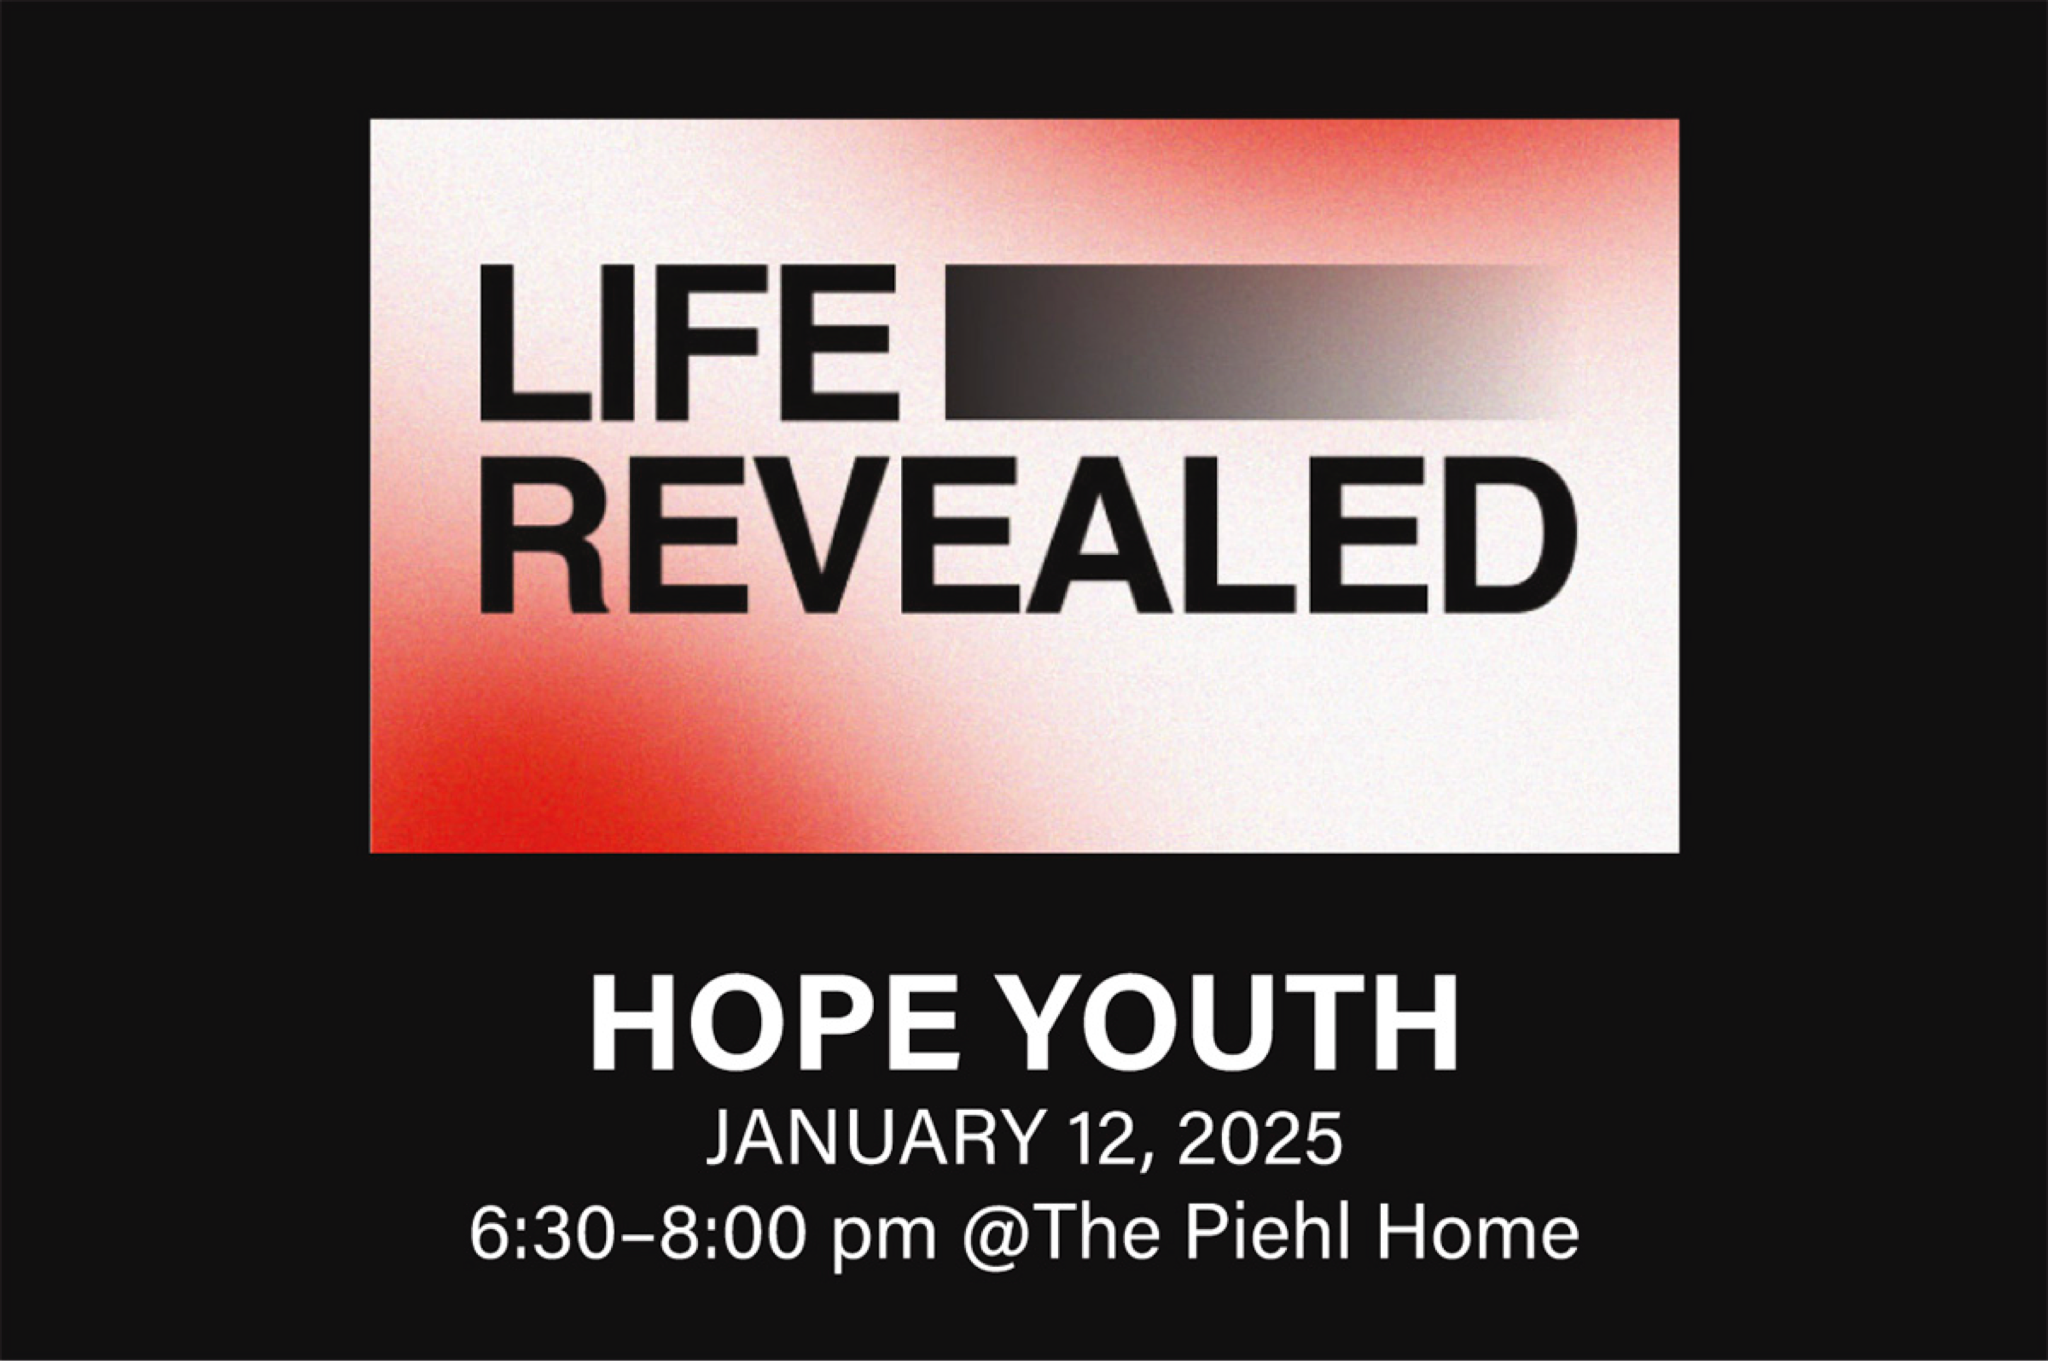 LIFE
REVEALED
HOPE YOUTH
JANUARY 12, 2025
6:30–8:00 pm @The Piehl Home